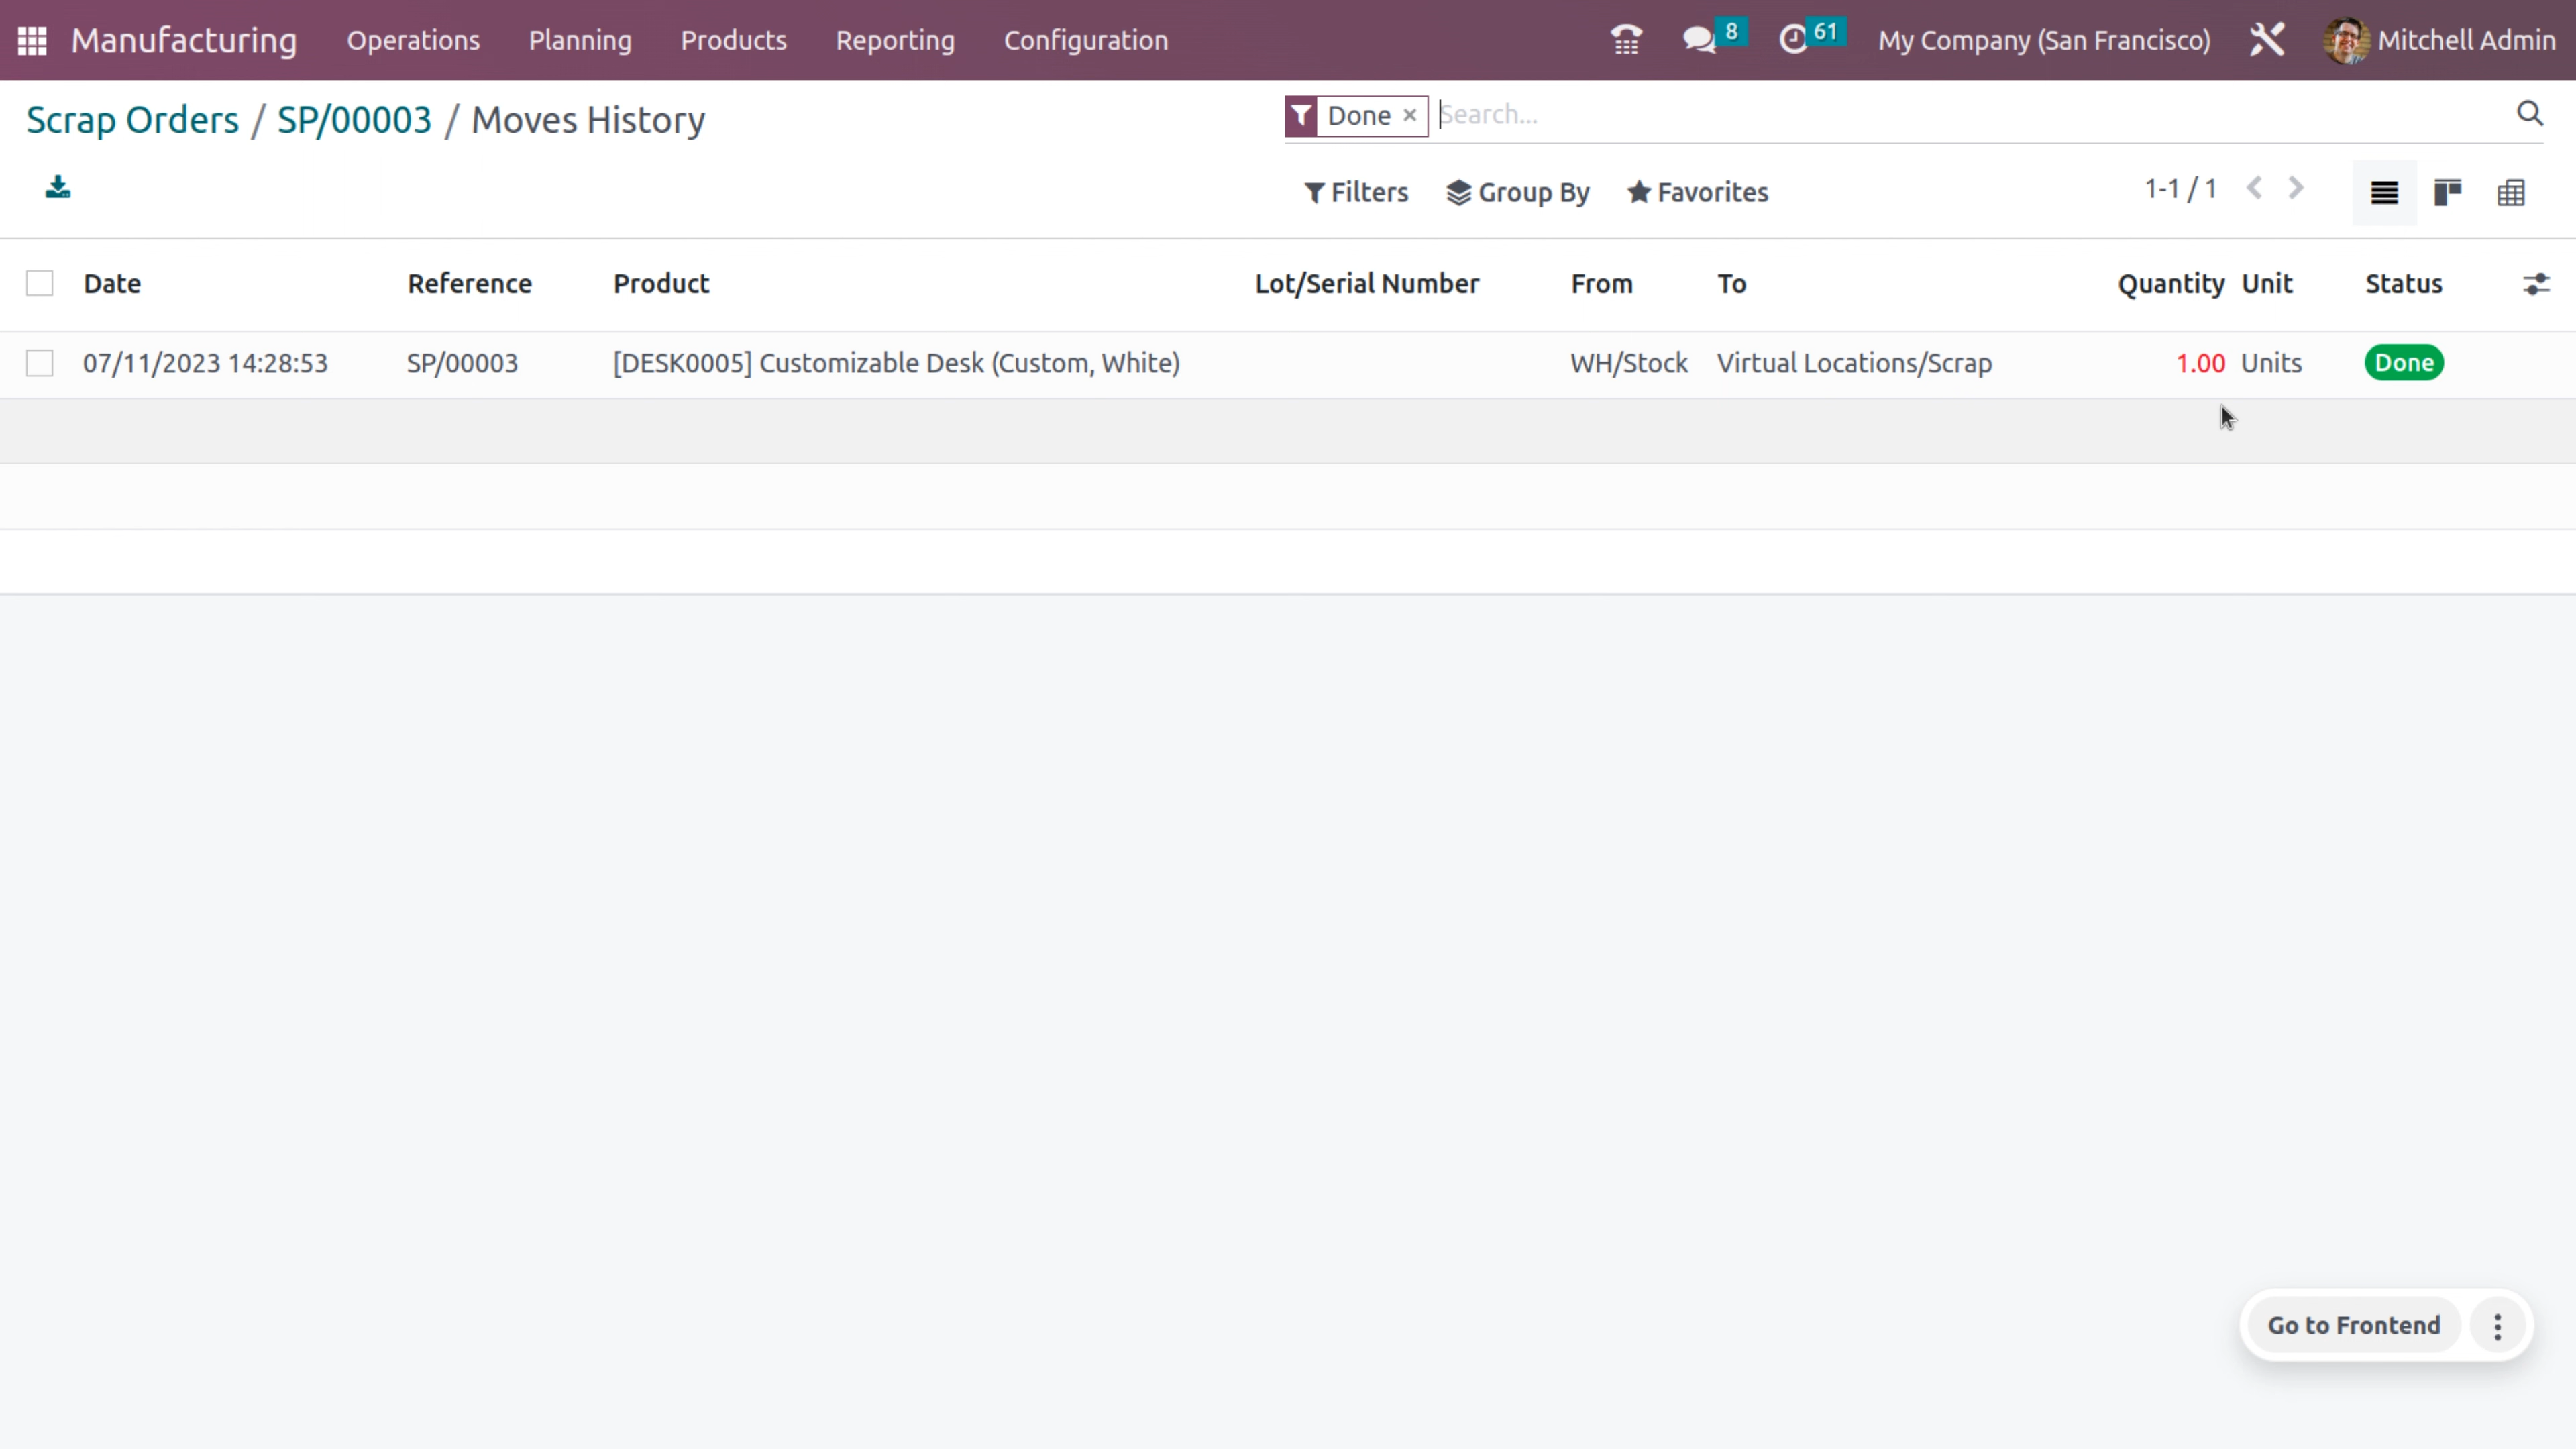 Manufacturing Operations Planning Products Reporting Configuration 8 61 My Company (San Francisco) Mitchell Admin
Scrap Orders / SP/00003 / Moves History Done × Search...
Filters Group By Favorites 1-1 / 1
Date Reference Product Lot/Serial Number From To Quantity Unit Status
07/11/2023 14:28:53 SP/00003 [DESK0005] Customizable Desk (Custom, White) WH/Stock Virtual Locations/Scrap 1.00 Units Done
Go to Frontend